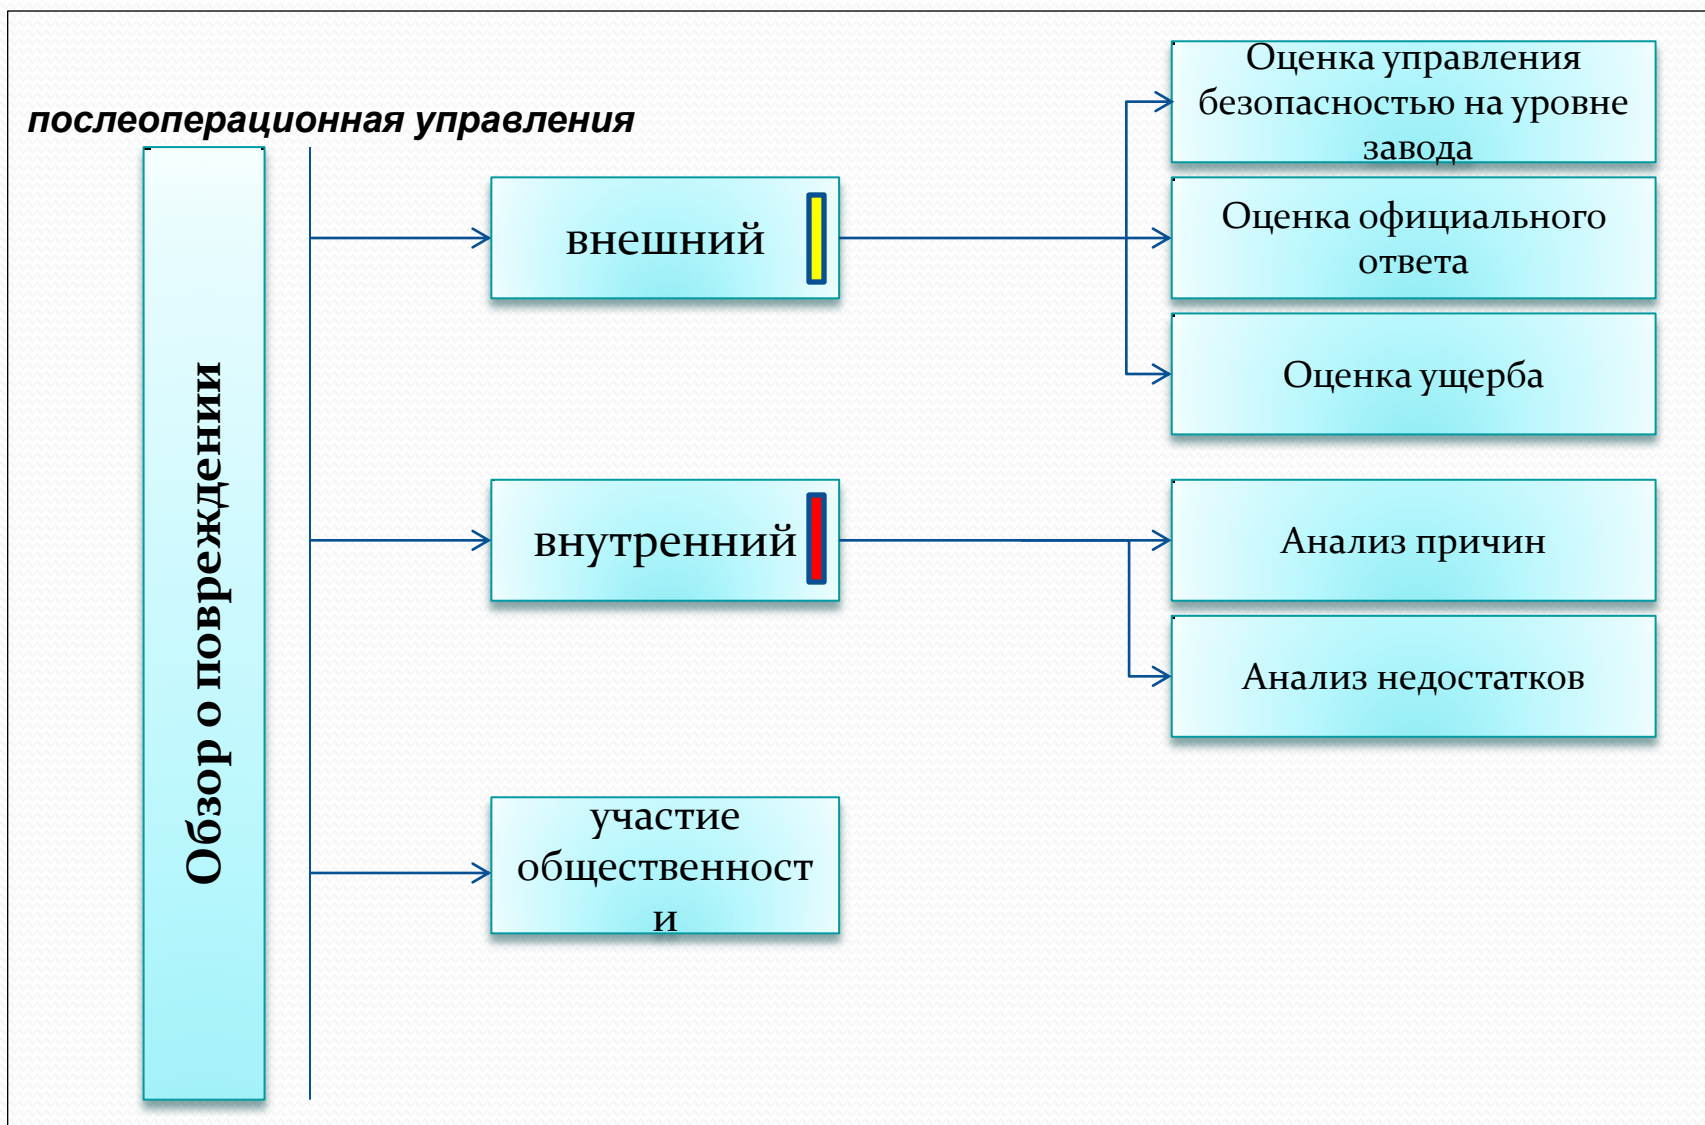 послеоперационная управления
Обзор о повреждении
внешний
Оценка управления
безопасностью на уровне
завода
Оценка официального
ответа
Оценка ущерба
внутренний
Анализ причин
Анализ недостатков
участие
общественност
и